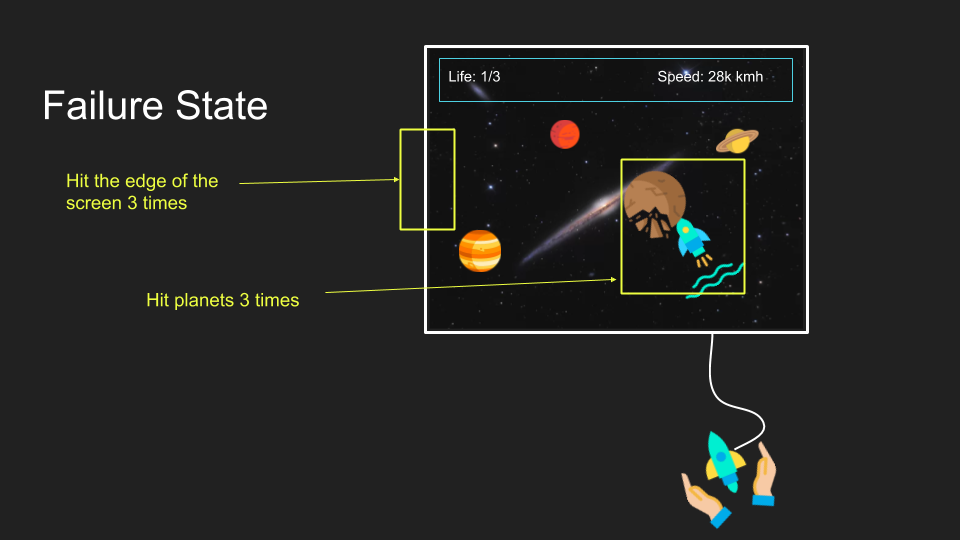 Failure State
Life: 1/3
Speed: 28k kmh
Hit the edge of the
screen 3 times
Hit planets 3 times